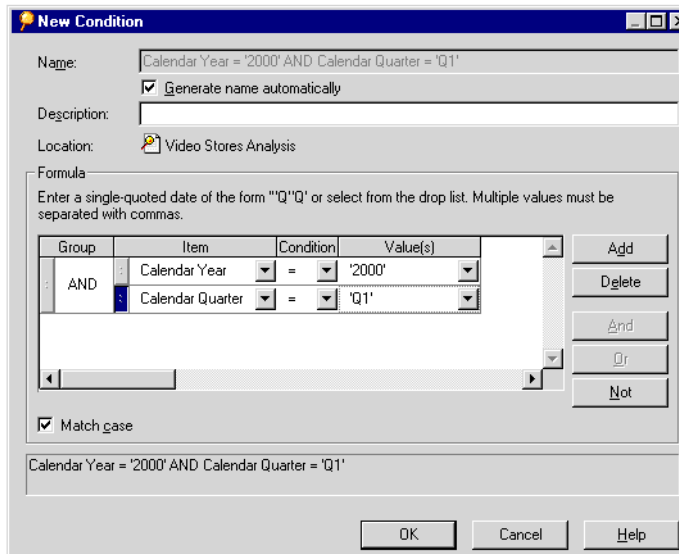 New Condition
Name: Calendar Year = '2000' AND Calendar Quarter = 'Q1'
Generate name automatically
Description:
Location: Video Stores Analysis
Formula
Enter a single-quoted date of the form '"Q"Q' or select from the drop list. Multiple values must be
separated with commas.
Group Item Condition Value(s)
AND
Calendar Year = '2000'
Calendar Quarter = 'Q1'
Add
Delete
And
Or
Not
Match case
Calendar Year = '2000' AND Calendar Quarter = 'Q1'
OK Cancel Help